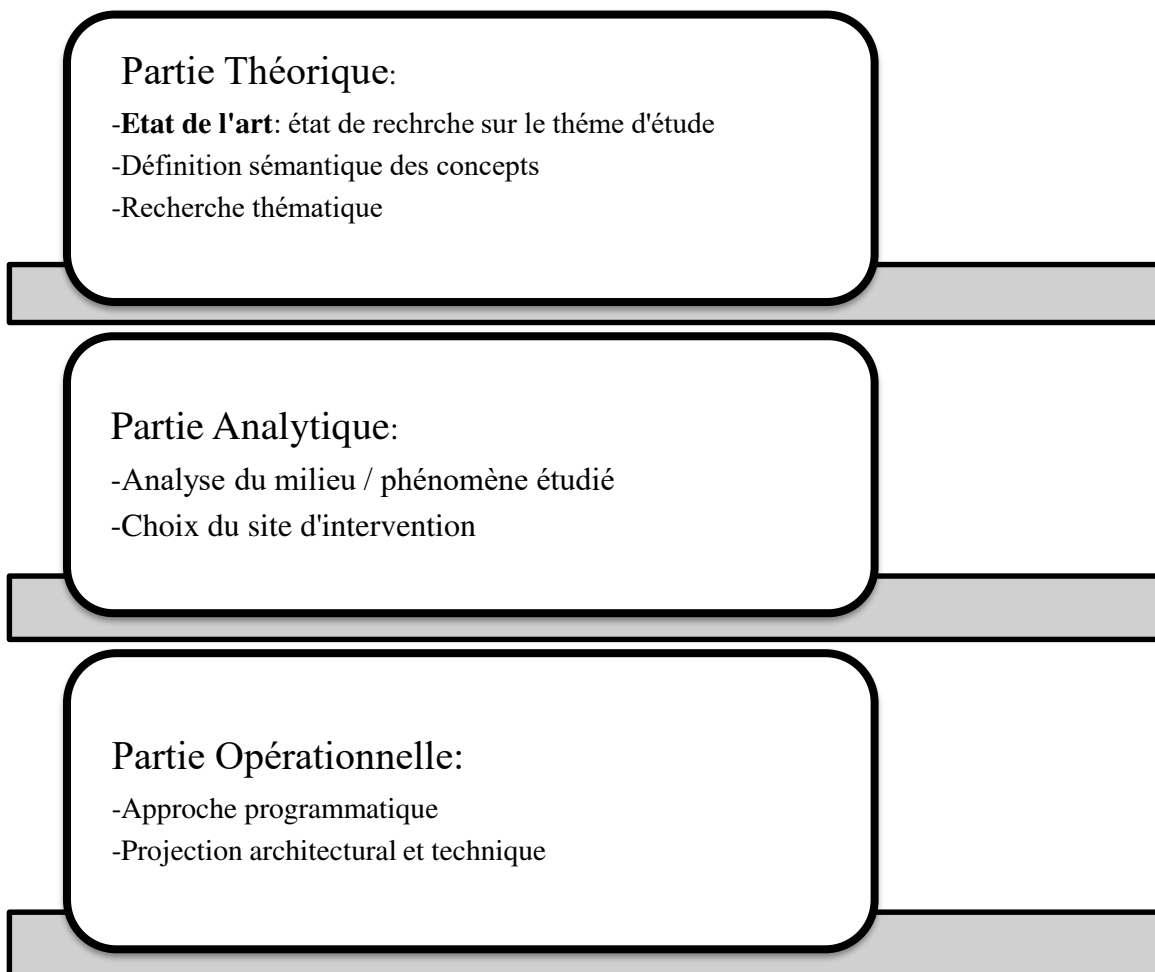 Partie Théorique:
-Etat de l'art: état de rechrche sur le théme d'étude
-Définition sémantique des concepts
-Recherche thématique
Partie Analytique:
-Analyse du milieu / phénomène étudié
-Choix du site d'intervention
Partie Opérationnelle:
-Approche programmatique
-Projection architectural et technique